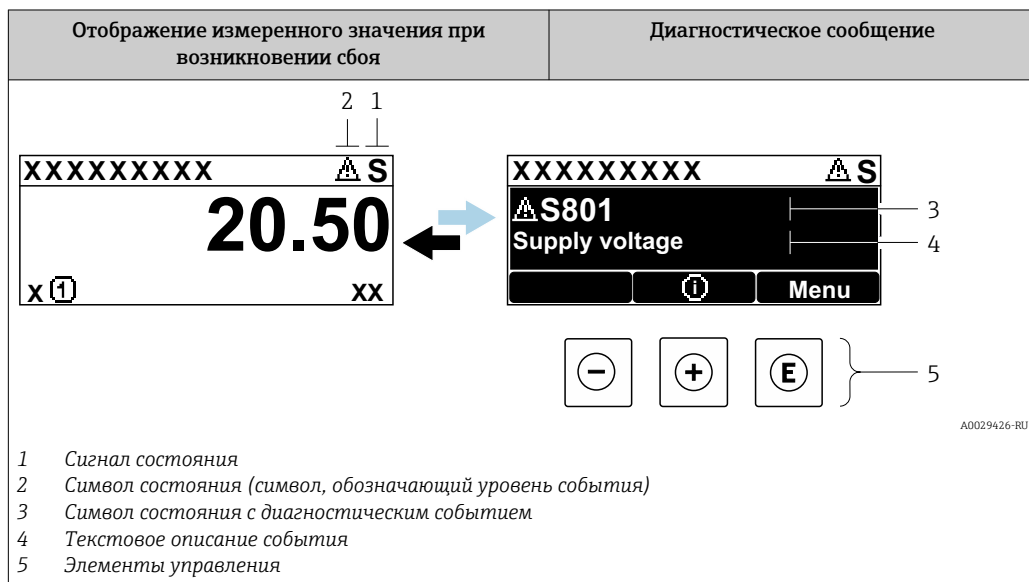 Отображение измеренного значения при
возникновении сбоя
Диагностическое сообщение
2 1
XXXXXXXXX S
20.50
X 1 XX
XXXXXXXXX S
S801
3
Supply voltage
4
i Menu
− + E
5
A0029426-RU
1 Сигнал состояния
2 Символ состояния (символ, обозначающий уровень события)
3 Символ состояния с диагностическим событием
4 Текстовое описание события
5 Элементы управления